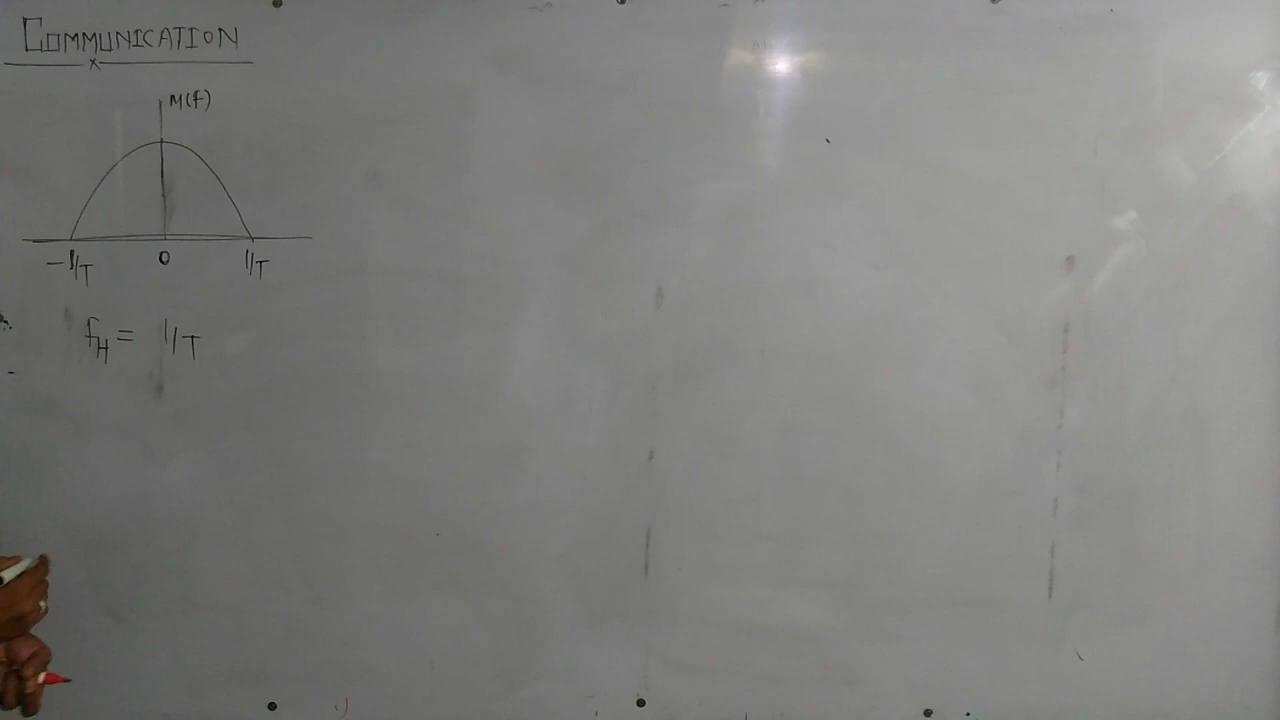 COMMUNICATION
M(f)
-1/T 0 1/T
fH = 1/T